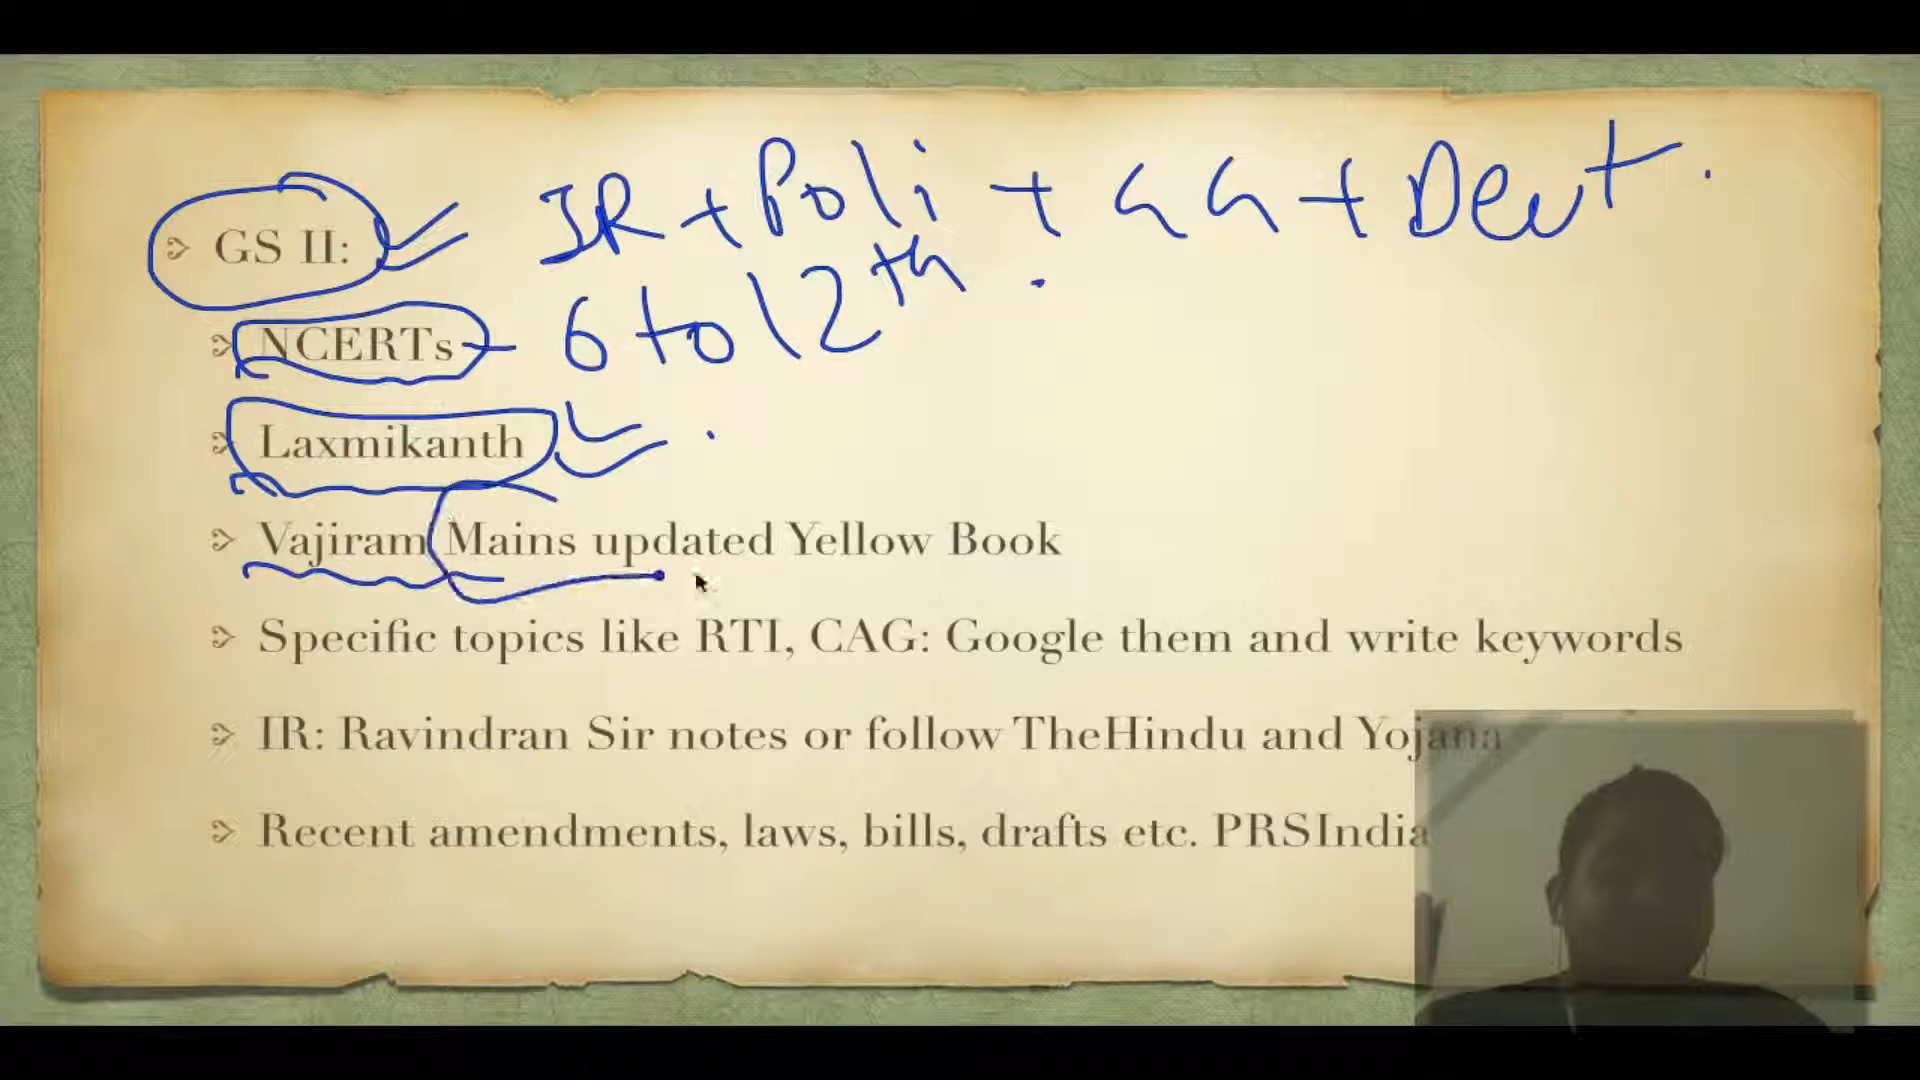 GS II: IR + Poli + GG + Devt.
NCERTs - 6 to 12th.
Laxmikanth
Vajiram Mains updated Yellow Book
Specific topics like RTI, CAG: Google them and write keywords
IR: Ravindran Sir notes or follow TheHindu and Yojana
Recent amendments, laws, bills, drafts etc. PRSIndia